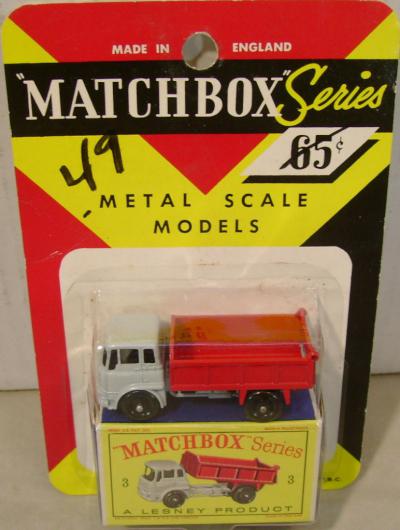 MADE IN ENGLAND
"MATCHBOX" Series
65¢
.49
METAL SCALE
MODELS
"MATCHBOX" Series
3 3
A LESNEY PRODUCT